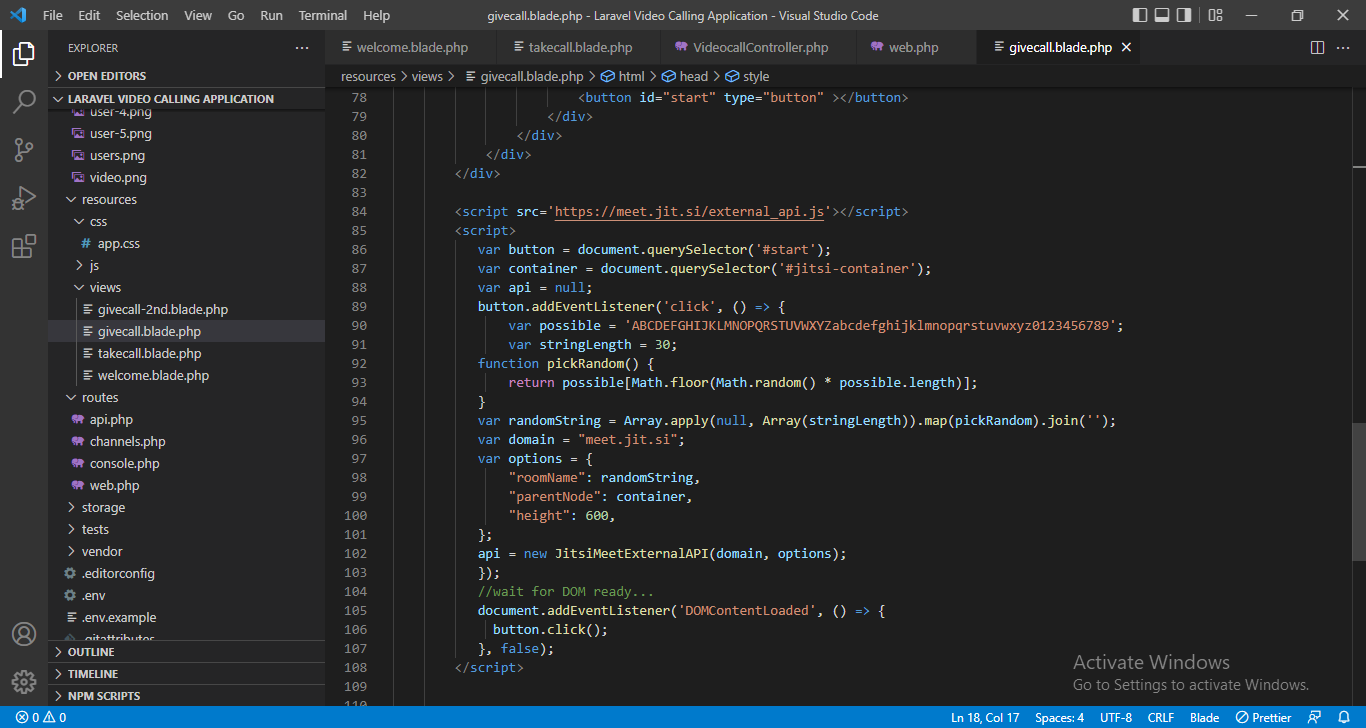 File Edit Selection View Go Run Terminal Help
givecall.blade.php - Laravel Video Calling Application - Visual Studio Code
EXPLORER
OPEN EDITORS
LARAVEL VIDEO CALLING APPLICATION
user-4.png
user-5.png
users.png
video.png
resources
css
# app.css
js
views
givecall-2nd.blade.php
givecall.blade.php
takecall.blade.php
welcome.blade.php
routes
api.php
channels.php
console.php
web.php
storage
tests
vendor
.editorconfig
.env
.env.example
.gitattributes
OUTLINE
TIMELINE
NPM SCRIPTS
welcome.blade.php takecall.blade.php VideocallController.php web.php givecall.blade.php
resources > views > givecall.blade.php > html > head > style
78 <button id="start" type="button" ></button>
79 </div>
80 </div>
81 </div>
82 </div>
83
84 <script src='https://meet.jit.si/external_api.js'></script>
85 <script>
86 var button = document.querySelector('#start');
87 var container = document.querySelector('#jitsi-container');
88 var api = null;
89 button.addEventListener('click', () => {
90 var possible = 'ABCDEFGHIJKLMNOPQRSTUVWXYZabcdefghijklmnopqrstuvwxyz0123456789';
91 var stringLength = 30;
92 function pickRandom() {
93 return possible[Math.floor(Math.random() * possible.length)];
94 }
95 var randomString = Array.apply(null, Array(stringLength)).map(pickRandom).join('');
96 var domain = "meet.jit.si";
97 var options = {
98 "roomName": randomString,
99 "parentNode": container,
100 "height": 600,
101 };
102 api = new JitsiMeetExternalAPI(domain, options);
103 });
104 //wait for DOM ready...
105 document.addEventListener('DOMContentLoaded', () => {
106 button.click();
107 }, false);
108 </script>
109
110
Activate Windows
Go to Settings to activate Windows.
0 0
Ln 18, Col 17 Spaces: 4 UTF-8 CRLF Blade Prettier